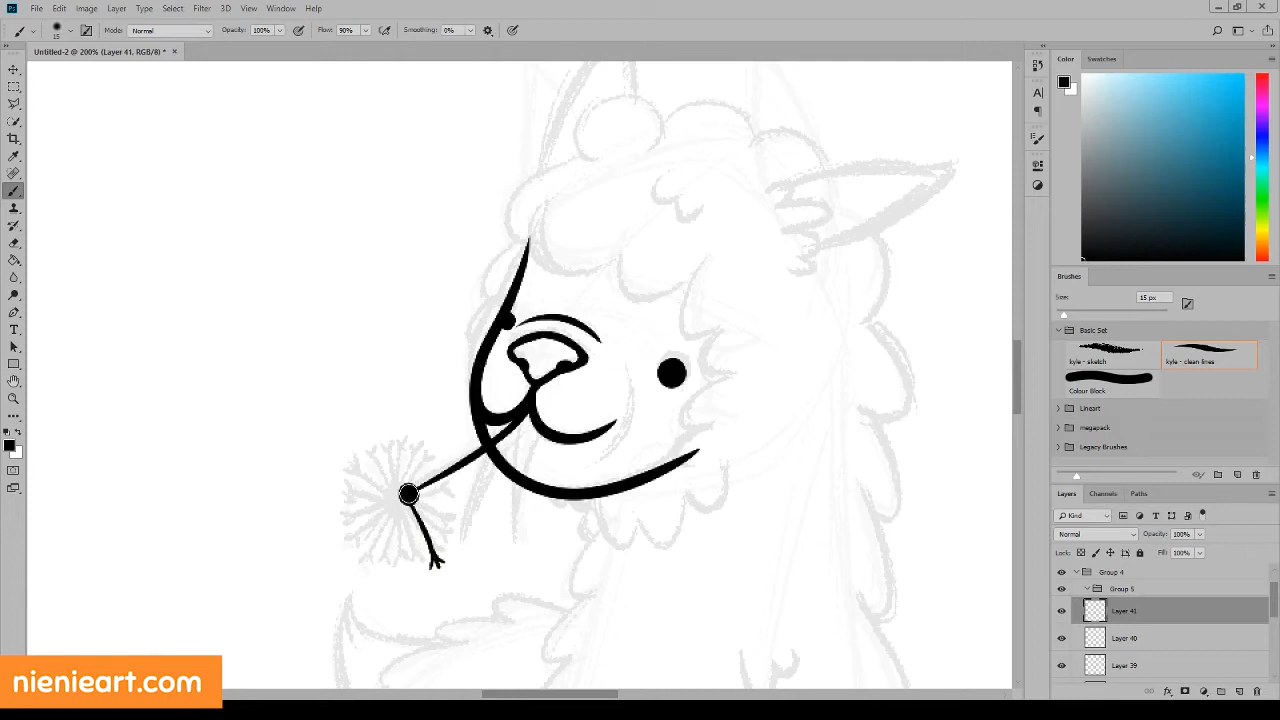 Ps File Edit Image Layer Type Select Filter 3D View Window Help
15 Mode: Normal Opacity: 100% Flow: 90% Smoothing: 0%
Untitled-2 @ 200% (Layer 41, RGB/8) * ×
Color Swatches
Brushes
Size: 15 px
Basic Set
kyle - sketch kyle - clean lines
Colour Block
Lineart
megapack
Legacy Brushes
Layers Channels Paths
Kind
Normal Opacity: 100%
Lock: Fill: 100%
Group 4
Group 5
Layer 41
Layer 40
Layer 39
nienieart.com